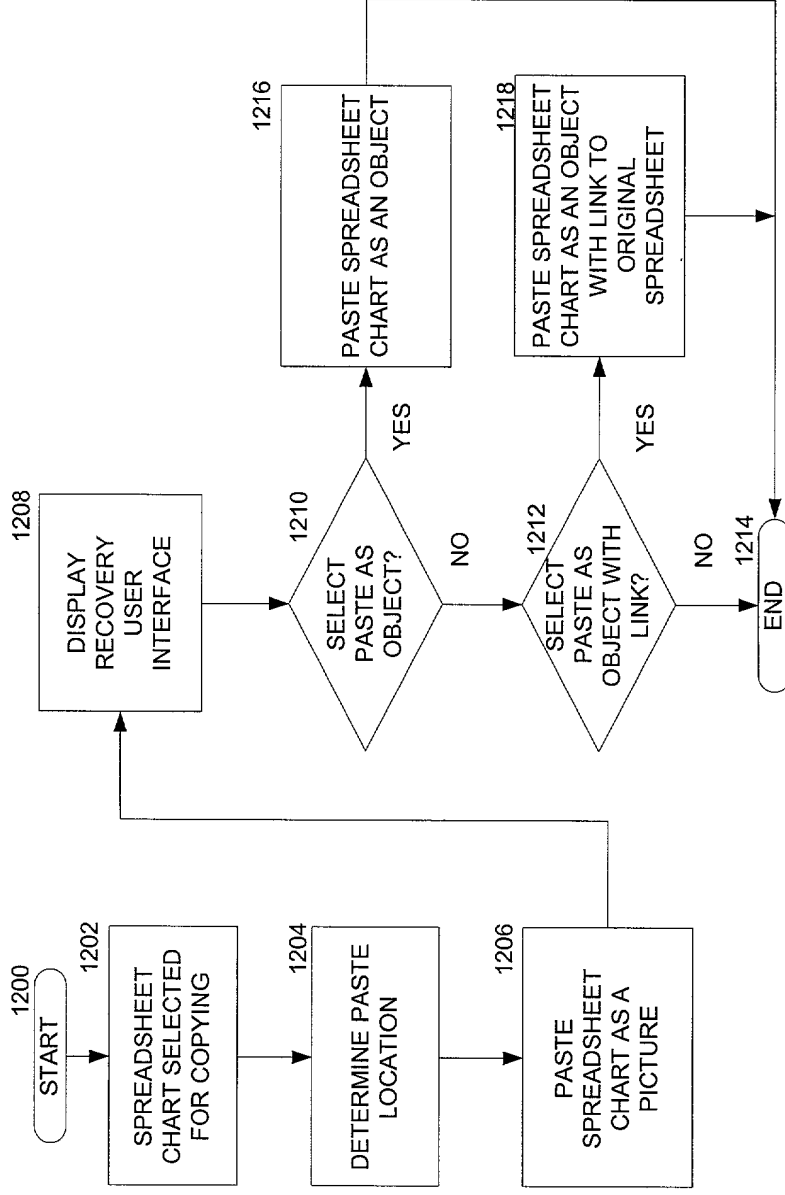 1200
START
1202
SPREADSHEET
CHART SELECTED
FOR COPYING
1204
DETERMINE PASTE
LOCATION
1206
PASTE
SPREADSHEET
CHART AS A
PICTURE
1208
DISPLAY
RECOVERY
USER
INTERFACE
1210
SELECT
PASTE AS
OBJECT?
YES
NO
1216
PASTE SPREADSHEET
CHART AS AN OBJECT
1212
SELECT
PASTE AS
OBJECT WITH
LINK?
YES
NO
1218
PASTE SPREADSHEET
CHART AS AN OBJECT
WITH LINK TO
ORIGINAL
SPREADSHEET
1214
END